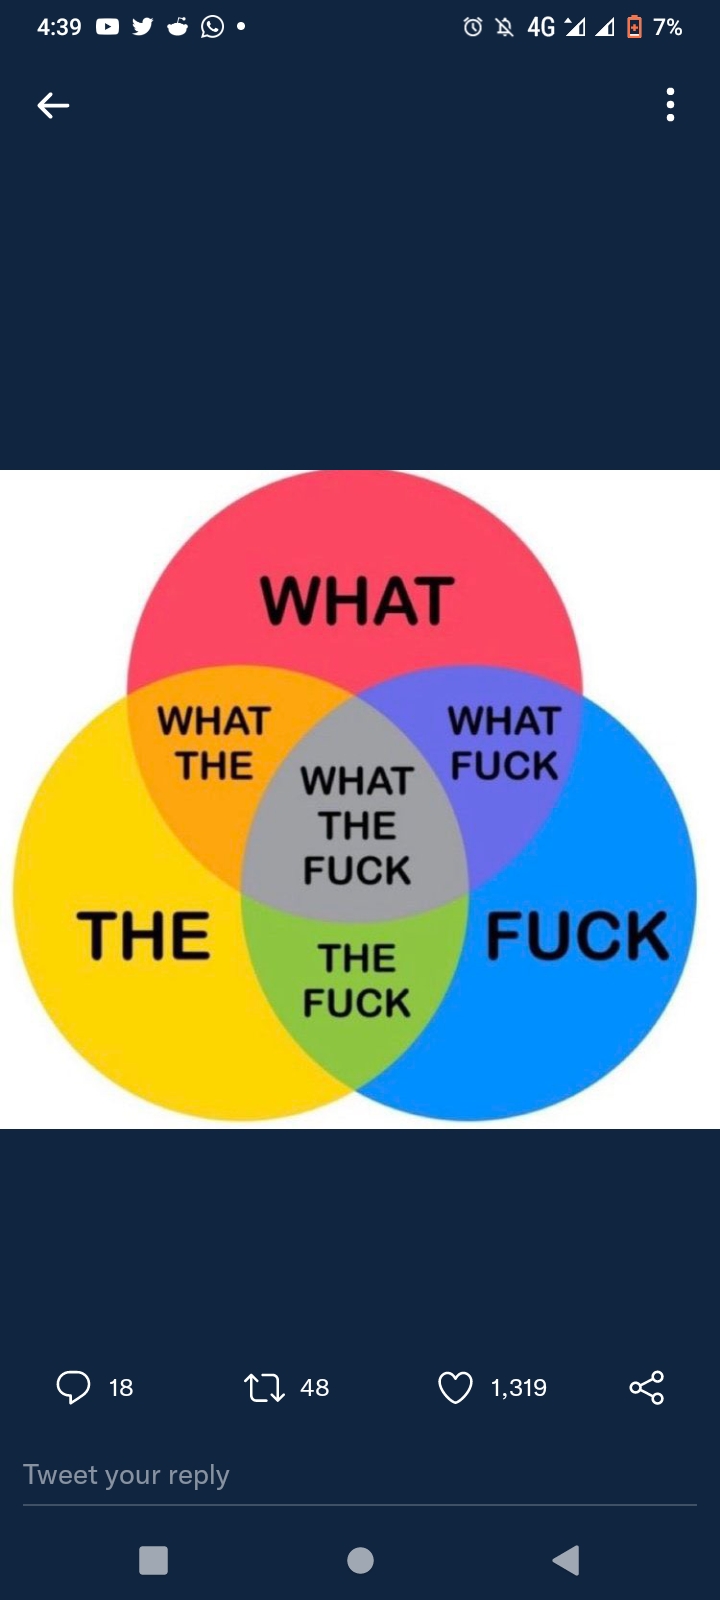 4:39
4G
7%
WHAT
WHAT
THE
WHAT
FUCK
WHAT
THE
FUCK
THE
FUCK
THE
FUCK
18
48
1,319
Tweet your reply